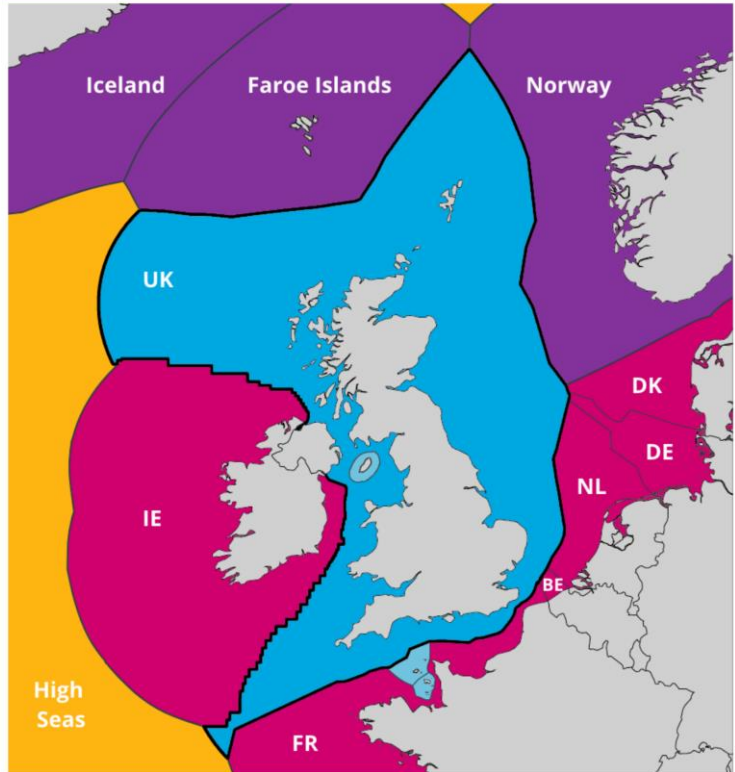 Iceland
Faroe Islands
Norway
UK
DK
DE
NL
IE
BE
High
Seas
FR